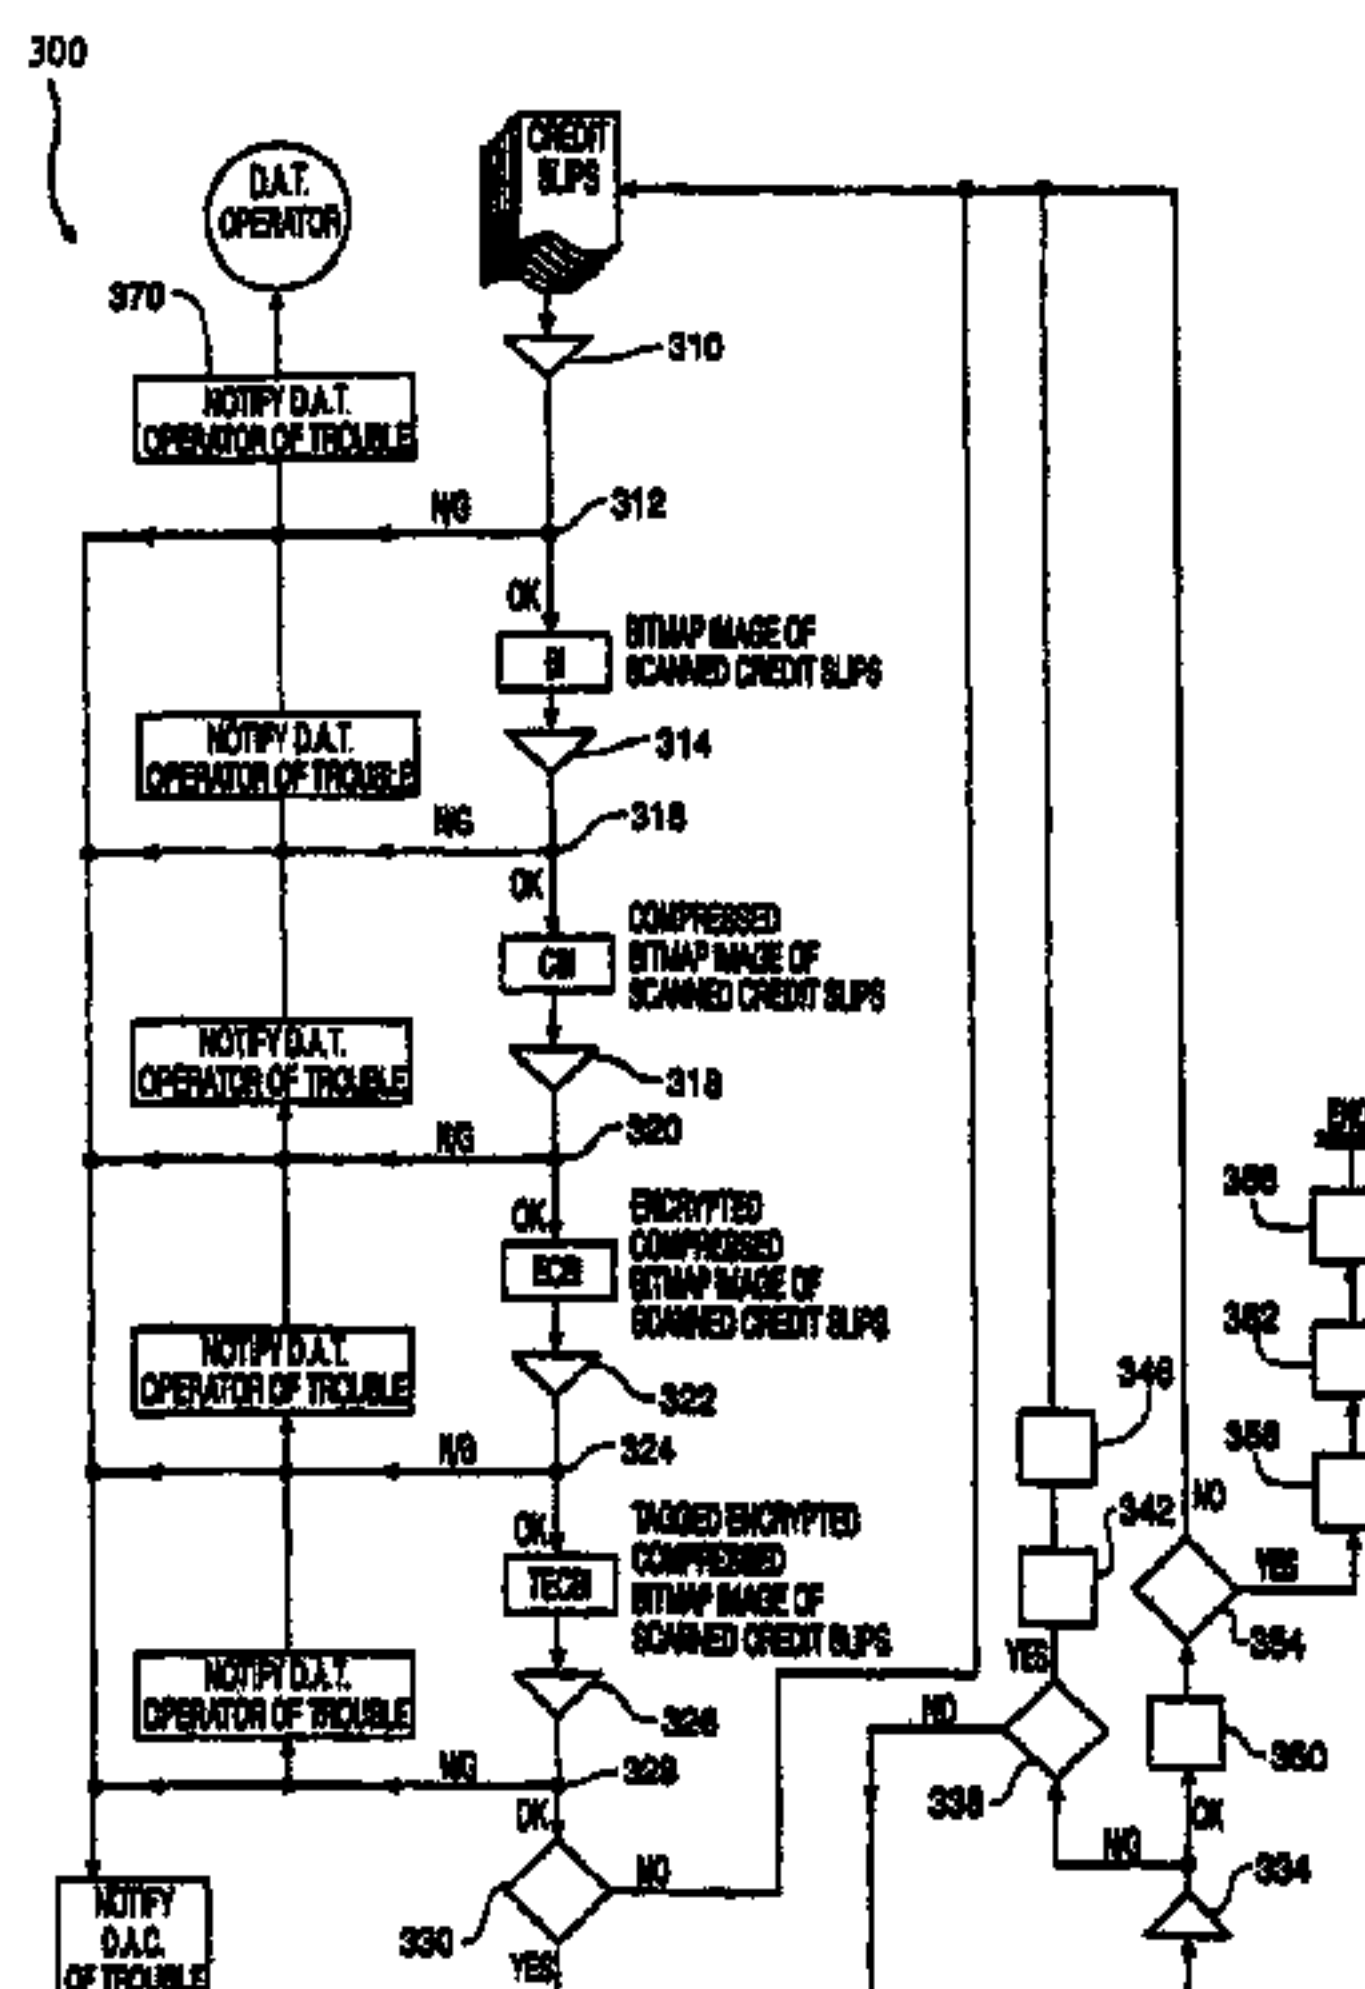 300
D.A.T.
OPERATOR
CREDIT
SLIPS
370
310
NOTIFY D.A.T.
OPERATOR OF TROUBLE
N/G
312
OK
BI
BITMAP IMAGE OF
SCANNED CREDIT SLIPS
314
NOTIFY D.A.T.
OPERATOR OF TROUBLE
N/G
316
OK
CBI
COMPRESSED
BITMAP IMAGE OF
SCANNED CREDIT SLIPS
318
NOTIFY D.A.T.
OPERATOR OF TROUBLE
N/G
320
OK
ECBI
ENCRYPTED
COMPRESSED
BITMAP IMAGE OF
SCANNED CREDIT SLIPS
322
NOTIFY D.A.T.
OPERATOR OF TROUBLE
N/G
324
OK
TECBI
TAGGED ENCRYPTED
COMPRESSED
BITMAP IMAGE OF
SCANNED CREDIT SLIPS
326
NOTIFY D.A.T.
OPERATOR OF TROUBLE
N/G
328
OK
NO
330
YES
NOTIFY
D.A.C.
OF TROUBLE
342
YES
NO
338
N/G
NO
YES
354
350
OK
334
362